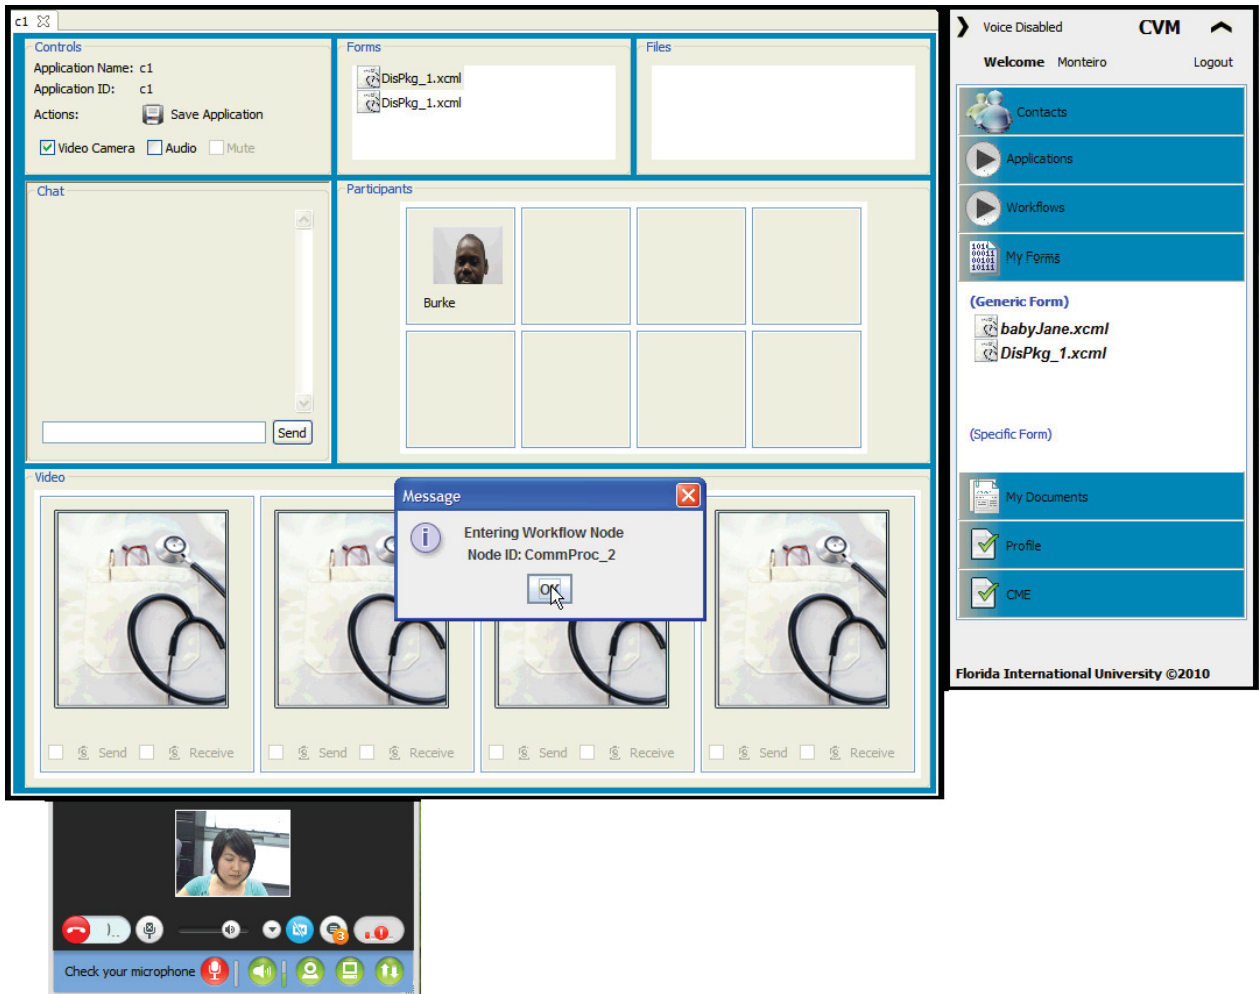 c1
Controls
Application Name: c1
Application ID: c1
Actions: Save Application
Video Camera Audio Mute
Forms
DisPkg_1.xcml
DisPkg_1.xcml
Files
Chat
Send
Participants
Burke
Video
Send Receive
Send Receive
Send Receive
Send Receive
Message
Entering Workflow Node
Node ID: CommProc_2
OK
Voice Disabled CVM
Welcome Monteiro Logout
Contacts
Applications
Workflows
My Forms
(Generic Form)
babyJane.xcml
DisPkg_1.xcml
(Specific Form)
My Documents
Profile
CME
Florida International University ©2010
3
Check your microphone